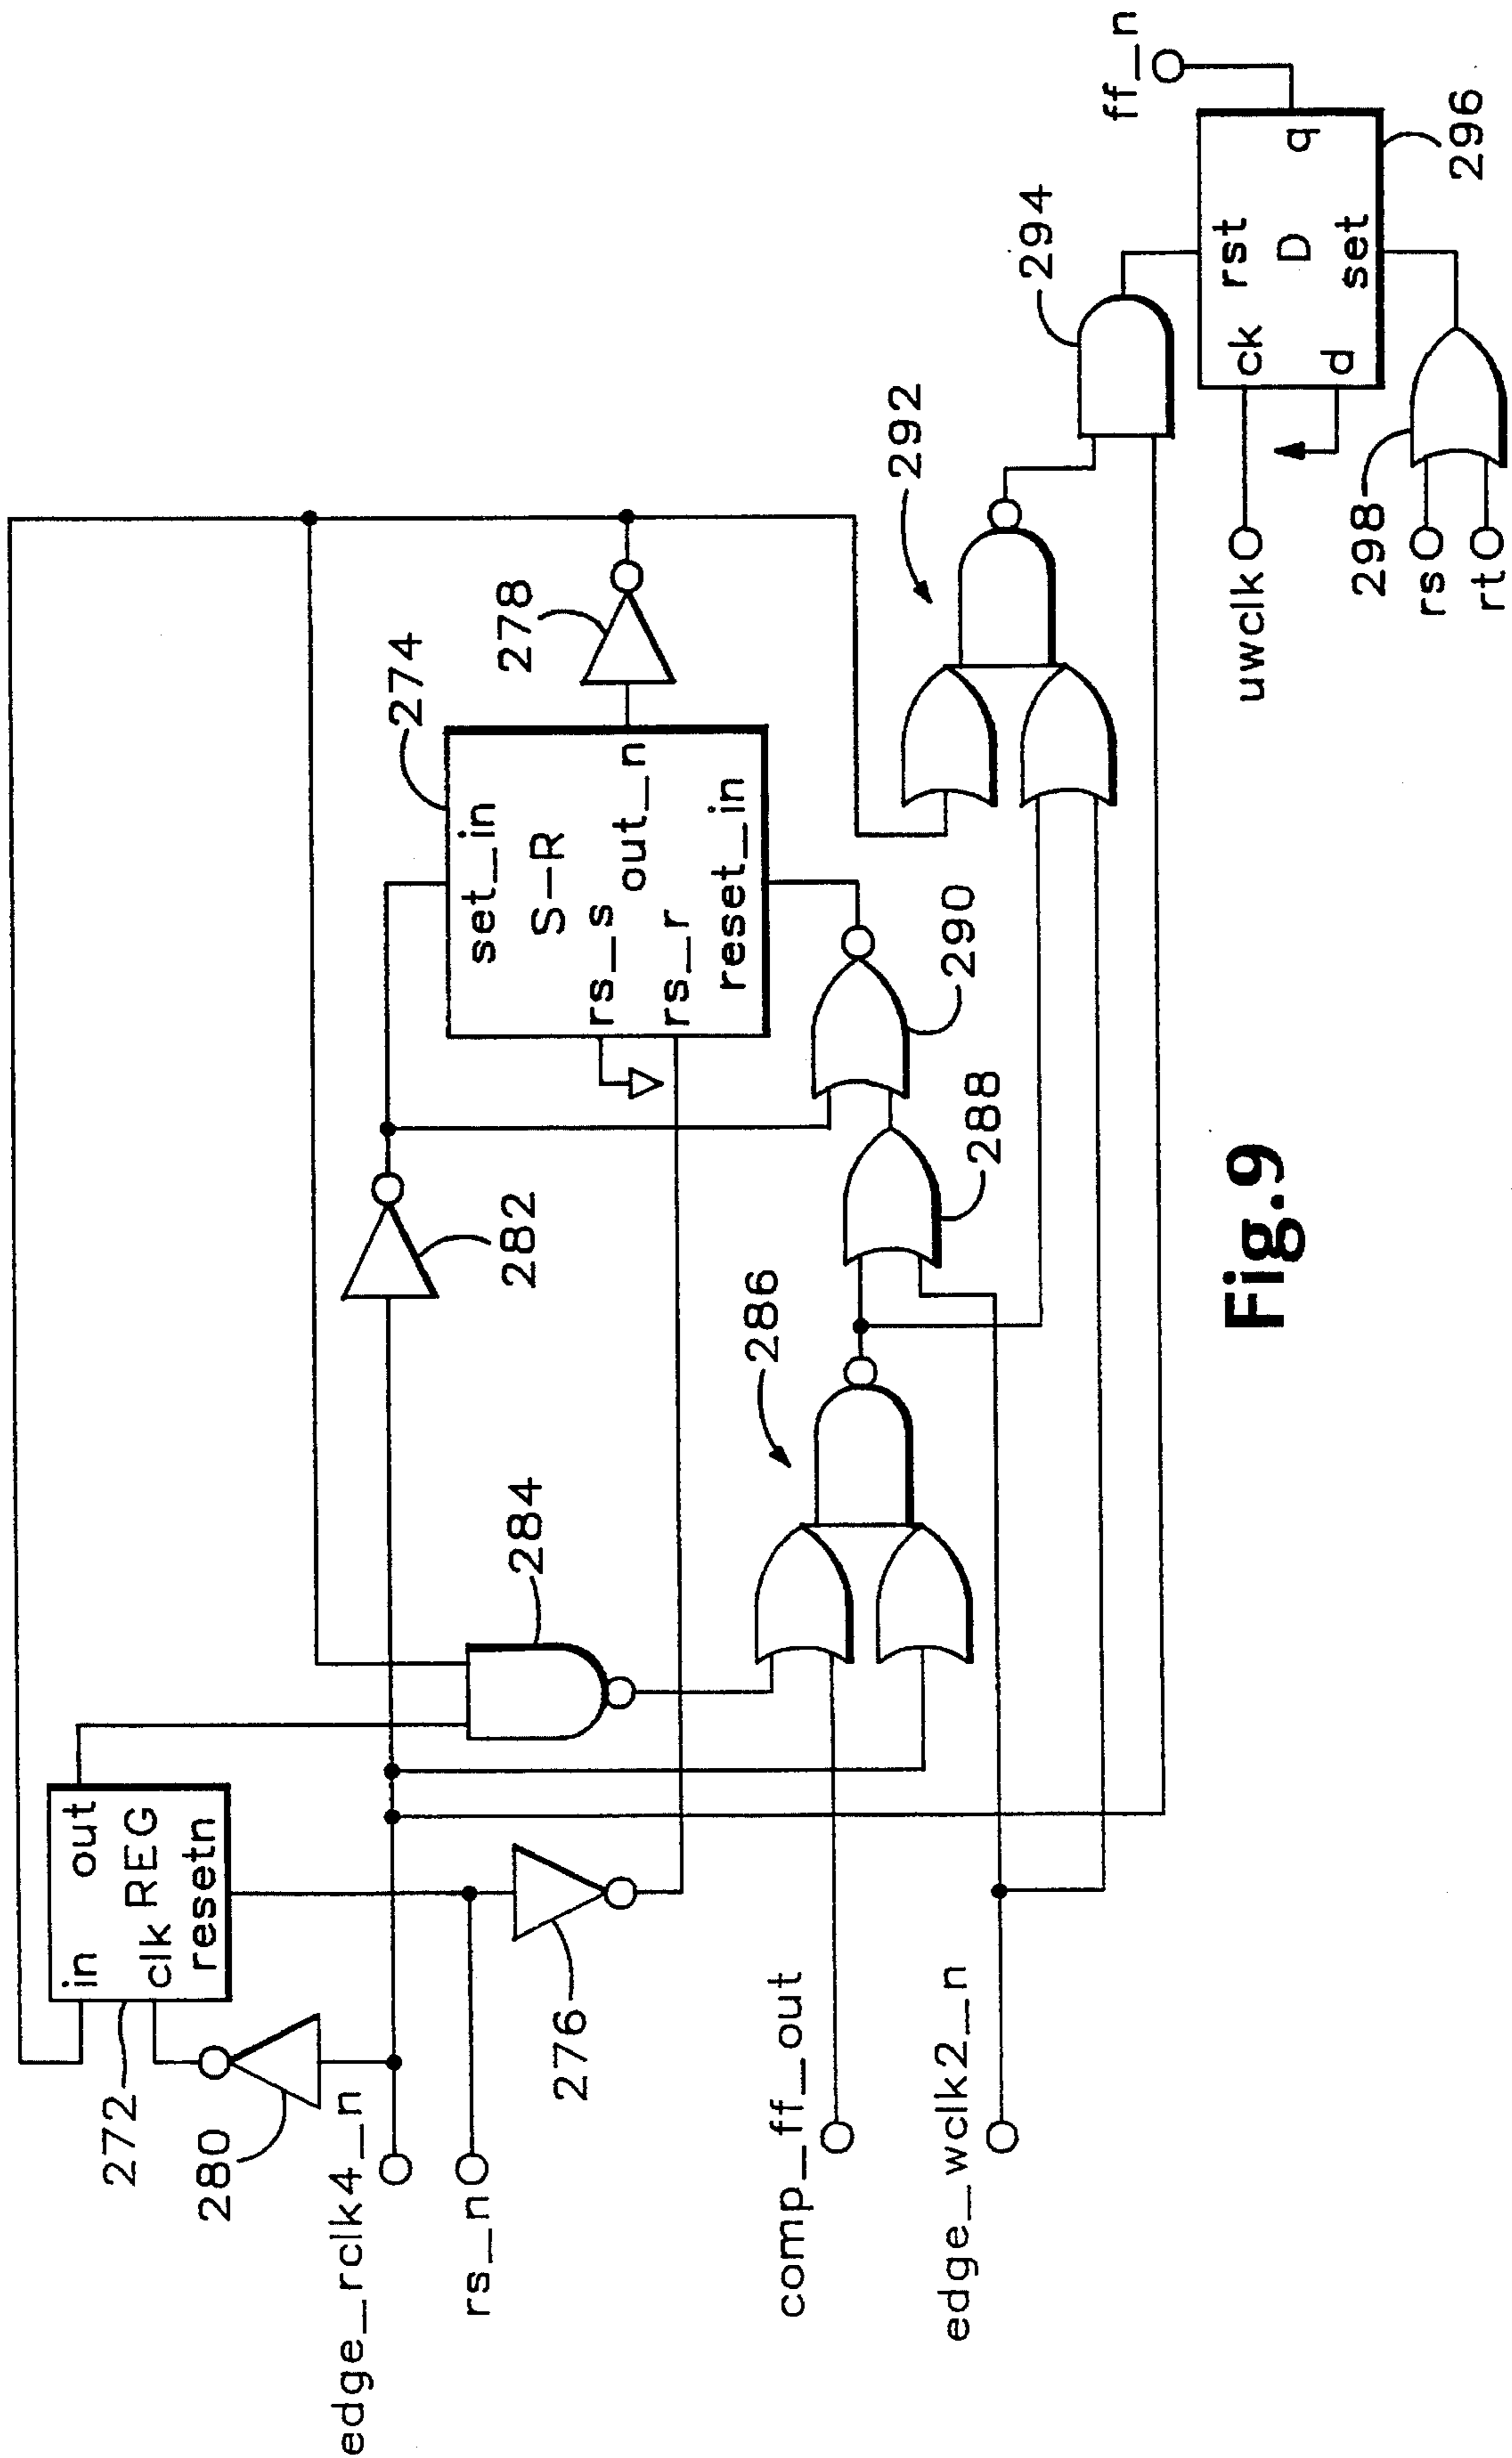 272
in
out
clk
REG
resetn
280
edge_rclk4_n
rs_n
276
comp_ff_out
edge_wclk2_n
284
282
286
288
290
274
set_in
S-R
rs_s
out_n
rs_r
reset_in
278
292
294
uwclk
ck
rst
D
q
d
set
ff_n
296
298
rs
rt
Fig.9